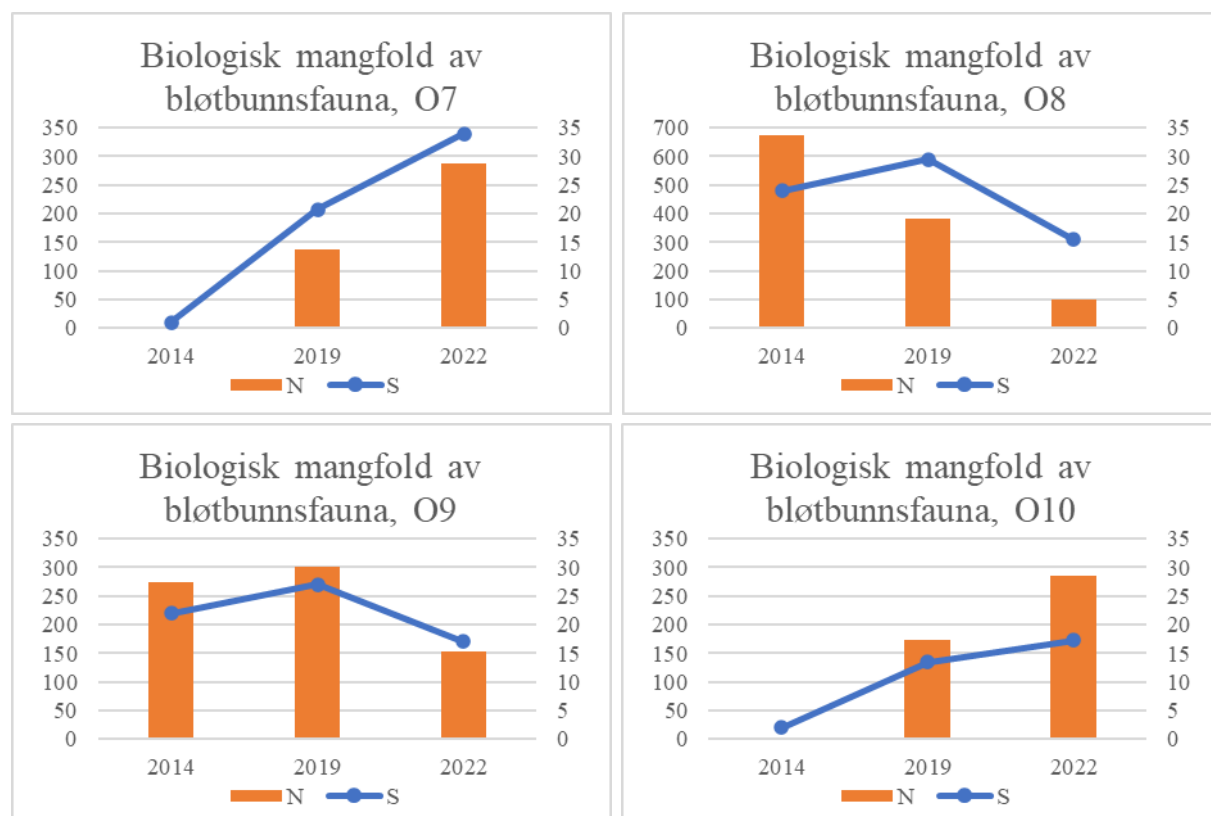 Biologisk mangfold av
bløtbunnsfauna, O7
350 35
300 30
250 25
200 20
150 15
100 10
50 5
0 0
2014 2019 2022
N S
Biologisk mangfold av
bløtbunnsfauna, O8
700 35
600 30
500 25
400 20
300 15
200 10
100 5
0 0
2014 2019 2022
N S
Biologisk mangfold av
bløtbunnsfauna, O9
350 35
300 30
250 25
200 20
150 15
100 10
50 5
0 0
2014 2019 2022
N S
Biologisk mangfold av
bløtbunnsfauna, O10
350 35
300 30
250 25
200 20
150 15
100 10
50 5
0 0
2014 2019 2022
N S